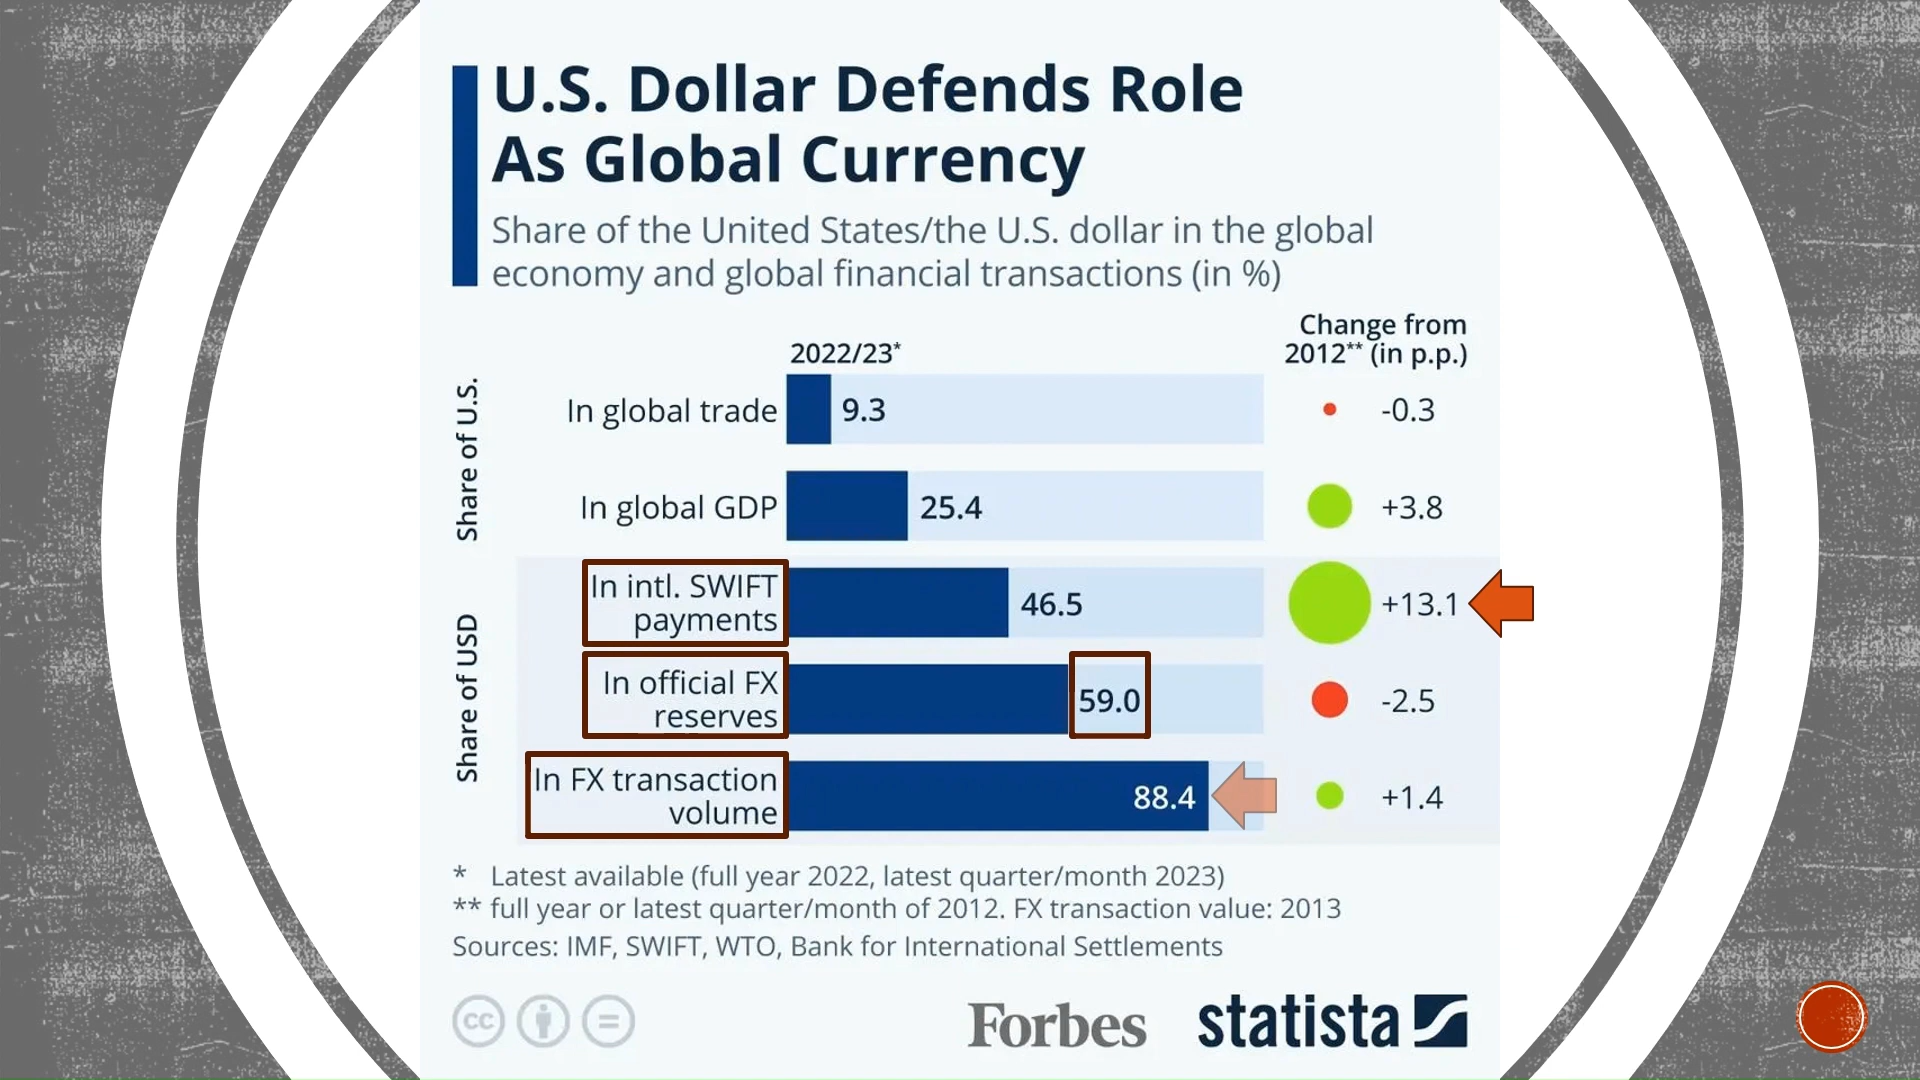 U.S. Dollar Defends Role
As Global Currency
Share of the United States/the U.S. dollar in the global
economy and global financial transactions (in %)
2022/23*
Change from
2012** (in p.p.)
Share of U.S.
In global trade
9.3
-0.3
In global GDP
25.4
+3.8
Share of USD
In intl. SWIFT
payments
46.5
+13.1
In official FX
reserves
59.0
-2.5
In FX transaction
volume
88.4
+1.4
* Latest available (full year 2022, latest quarter/month 2023)
** full year or latest quarter/month of 2012. FX transaction value: 2013
Sources: IMF, SWIFT, WTO, Bank for International Settlements
cc
Forbes
statista